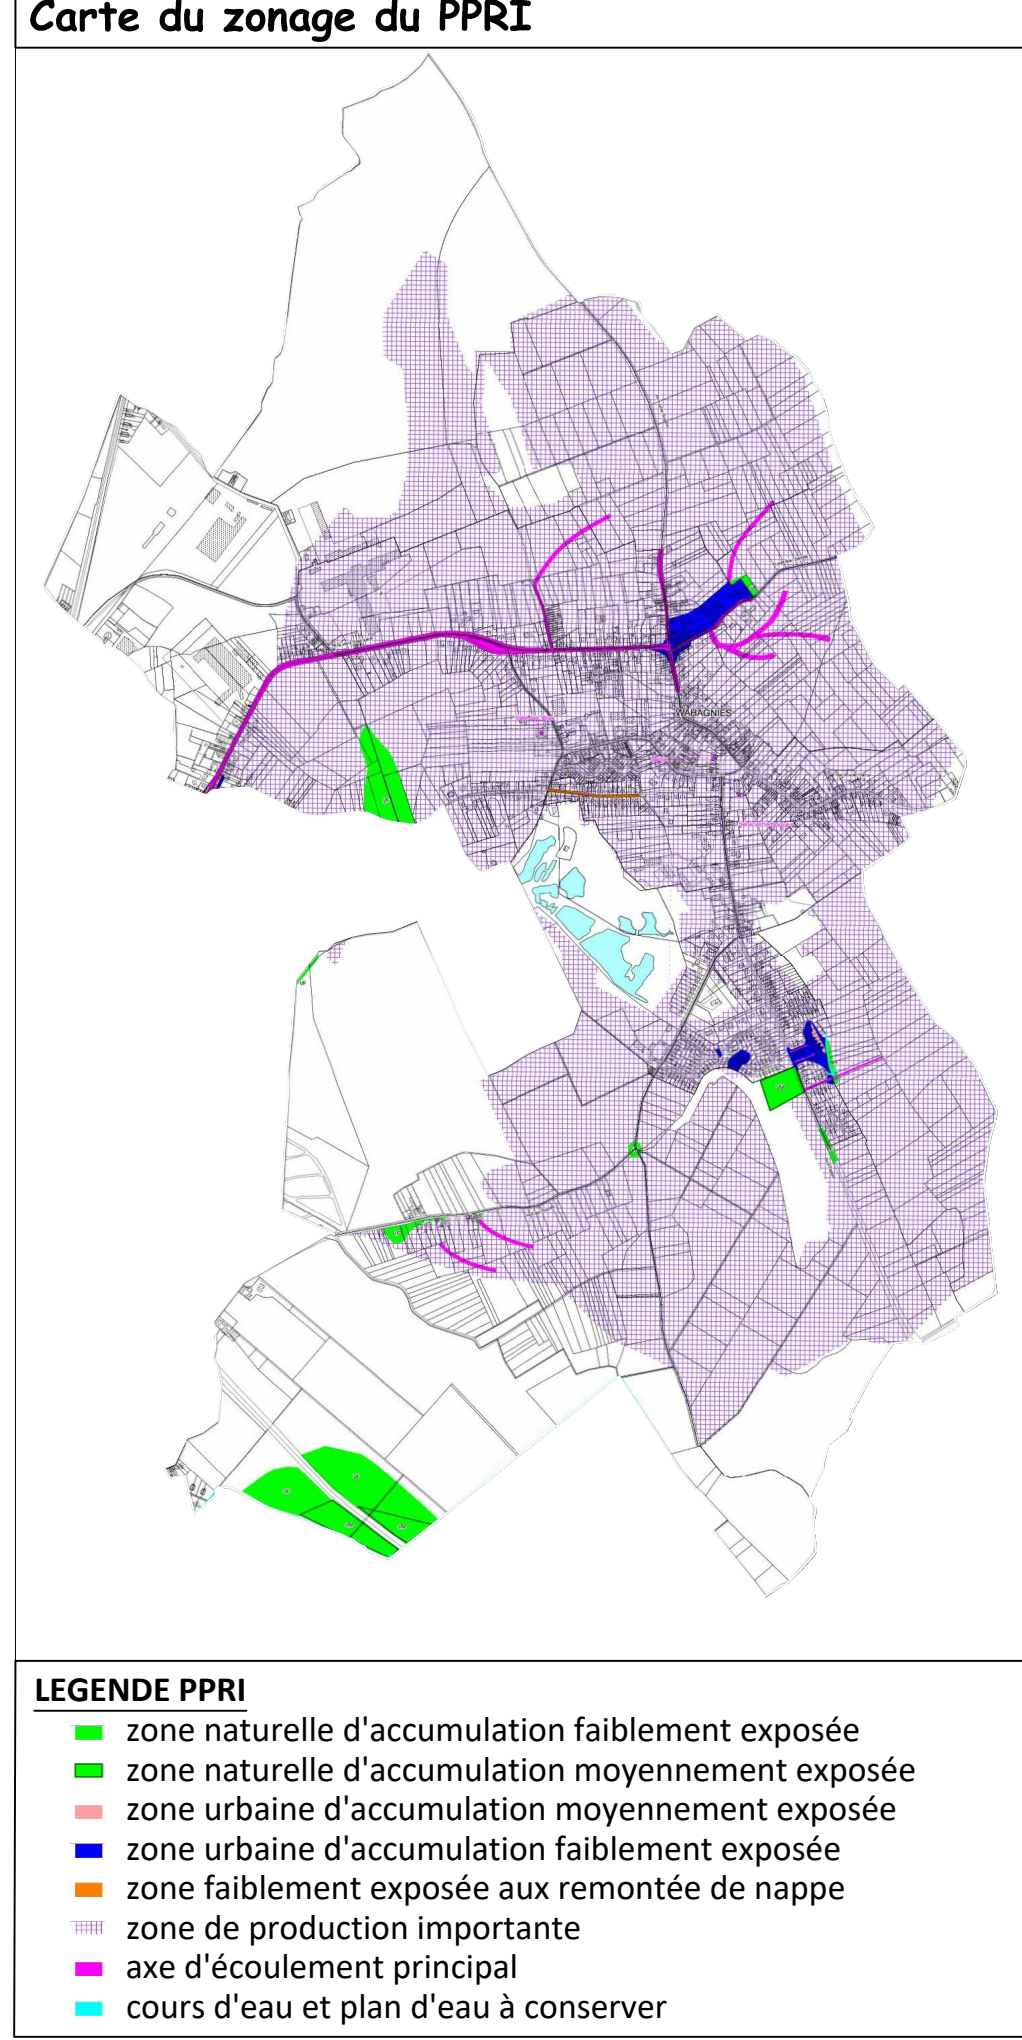 Carte du zonage du PPRI
WAHAGNIES
LEGENDE PPRI
zone naturelle d'accumulation faiblement exposée
zone naturelle d'accumulation moyennement exposée
zone urbaine d'accumulation moyennement exposée
zone urbaine d'accumulation faiblement exposée
zone faiblement exposée aux remontée de nappe
zone de production importante
axe d'écoulement principal
cours d'eau et plan d'eau à conserver